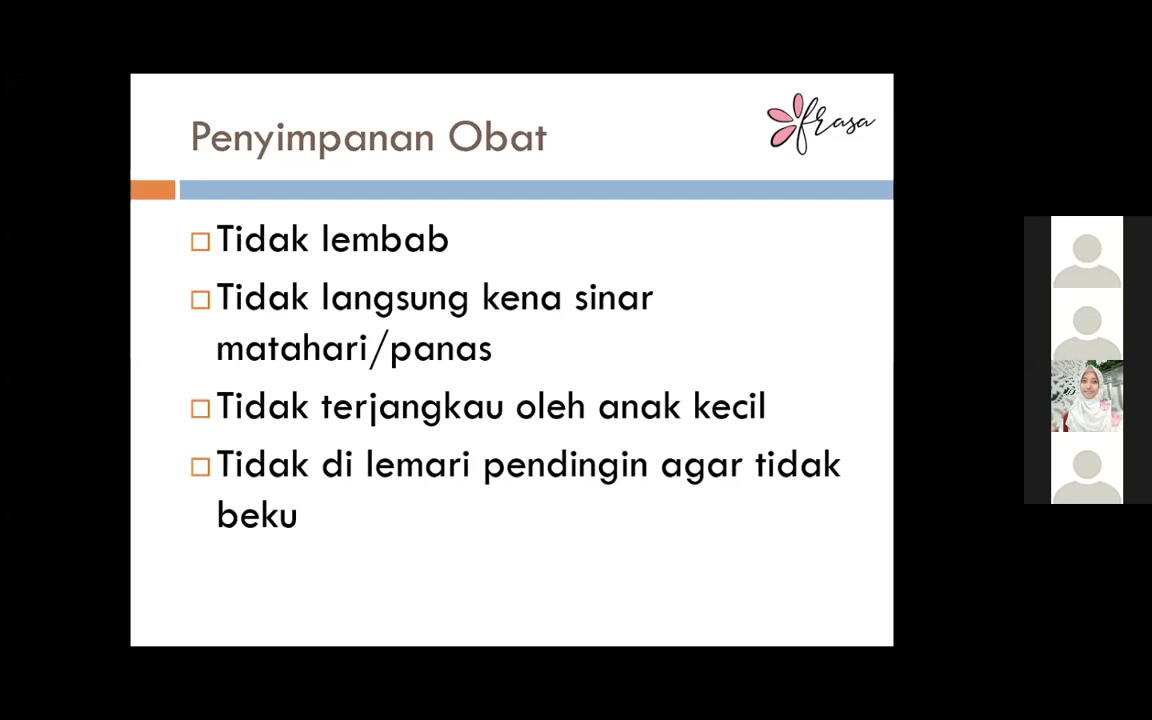 Penyimpanan Obat
frasa
Tidak lembab
Tidak langsung kena sinar
matahari/panas
Tidak terjangkau oleh anak kecil
Tidak di lemari pendingin agar tidak
beku